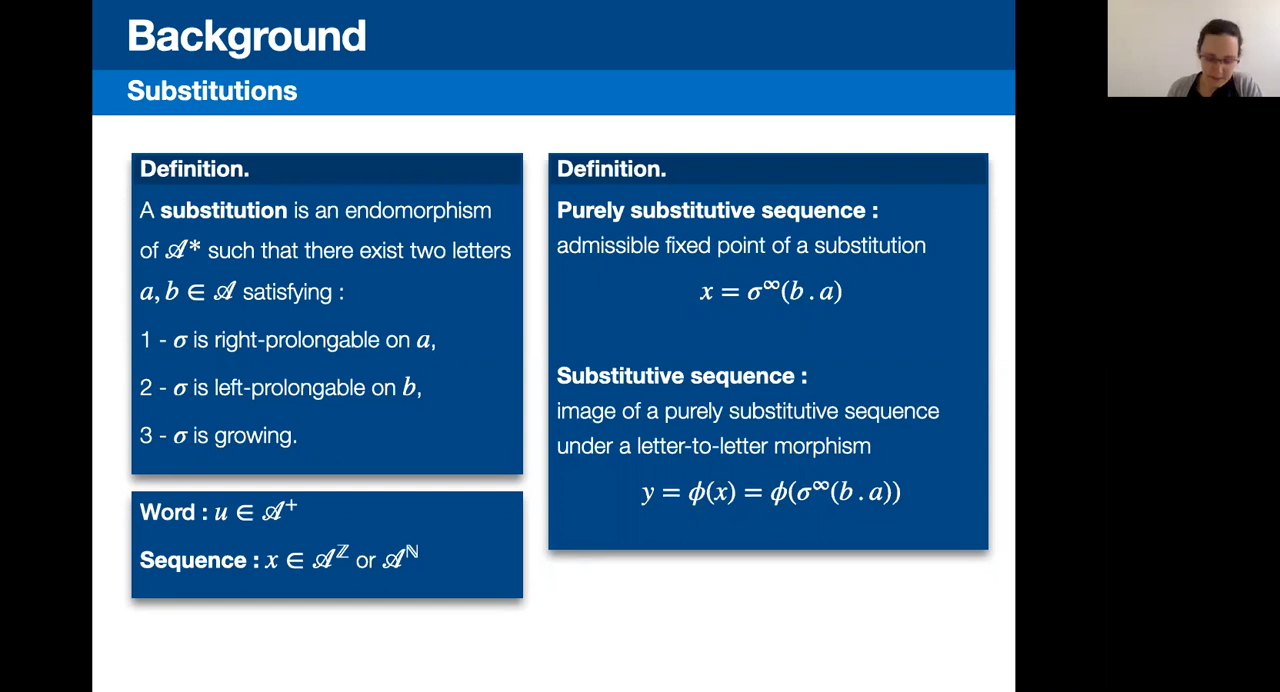 Background
Substitutions
Definition.
A substitution is an endomorphism
of 𝒜* such that there exist two letters
a, b ∈ 𝒜 satisfying :
1 - σ is right-prolongable on a,
2 - σ is left-prolongable on b,
3 - σ is growing.
Word : u ∈ 𝒜⁺
Sequence : x ∈ 𝒜^ℤ or 𝒜^ℕ
Definition.
Purely substitutive sequence :
admissible fixed point of a substitution
x = σ^∞(b . a)
Substitutive sequence :
image of a purely substitutive sequence
under a letter-to-letter morphism
y = ϕ(x) = ϕ(σ^∞(b . a))